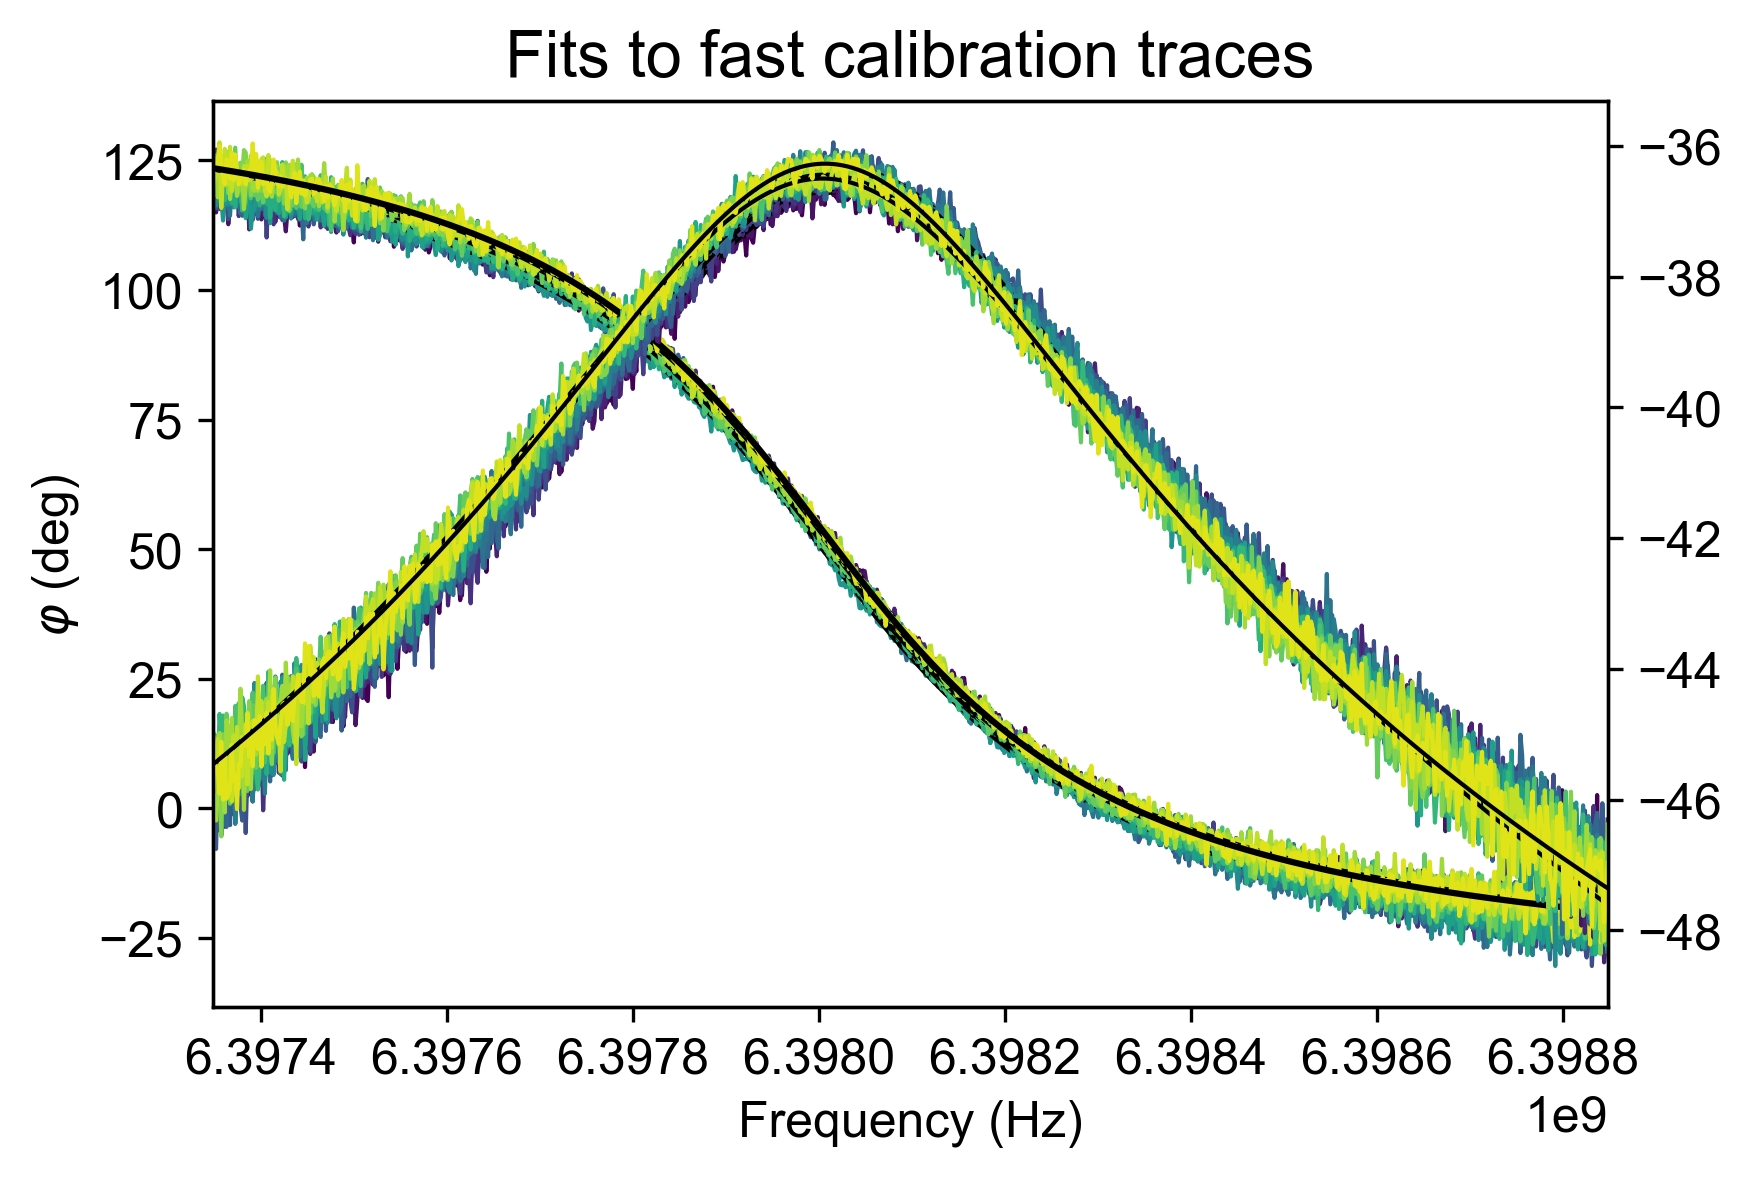 Fits to fast calibration traces
125
100
75
50
25
0
−25
φ (deg)
−36
−38
−40
−42
−44
−46
−48
6.3974 6.3976 6.3978 6.3980 6.3982 6.3984 6.3986 6.3988
Frequency (Hz)
1e9